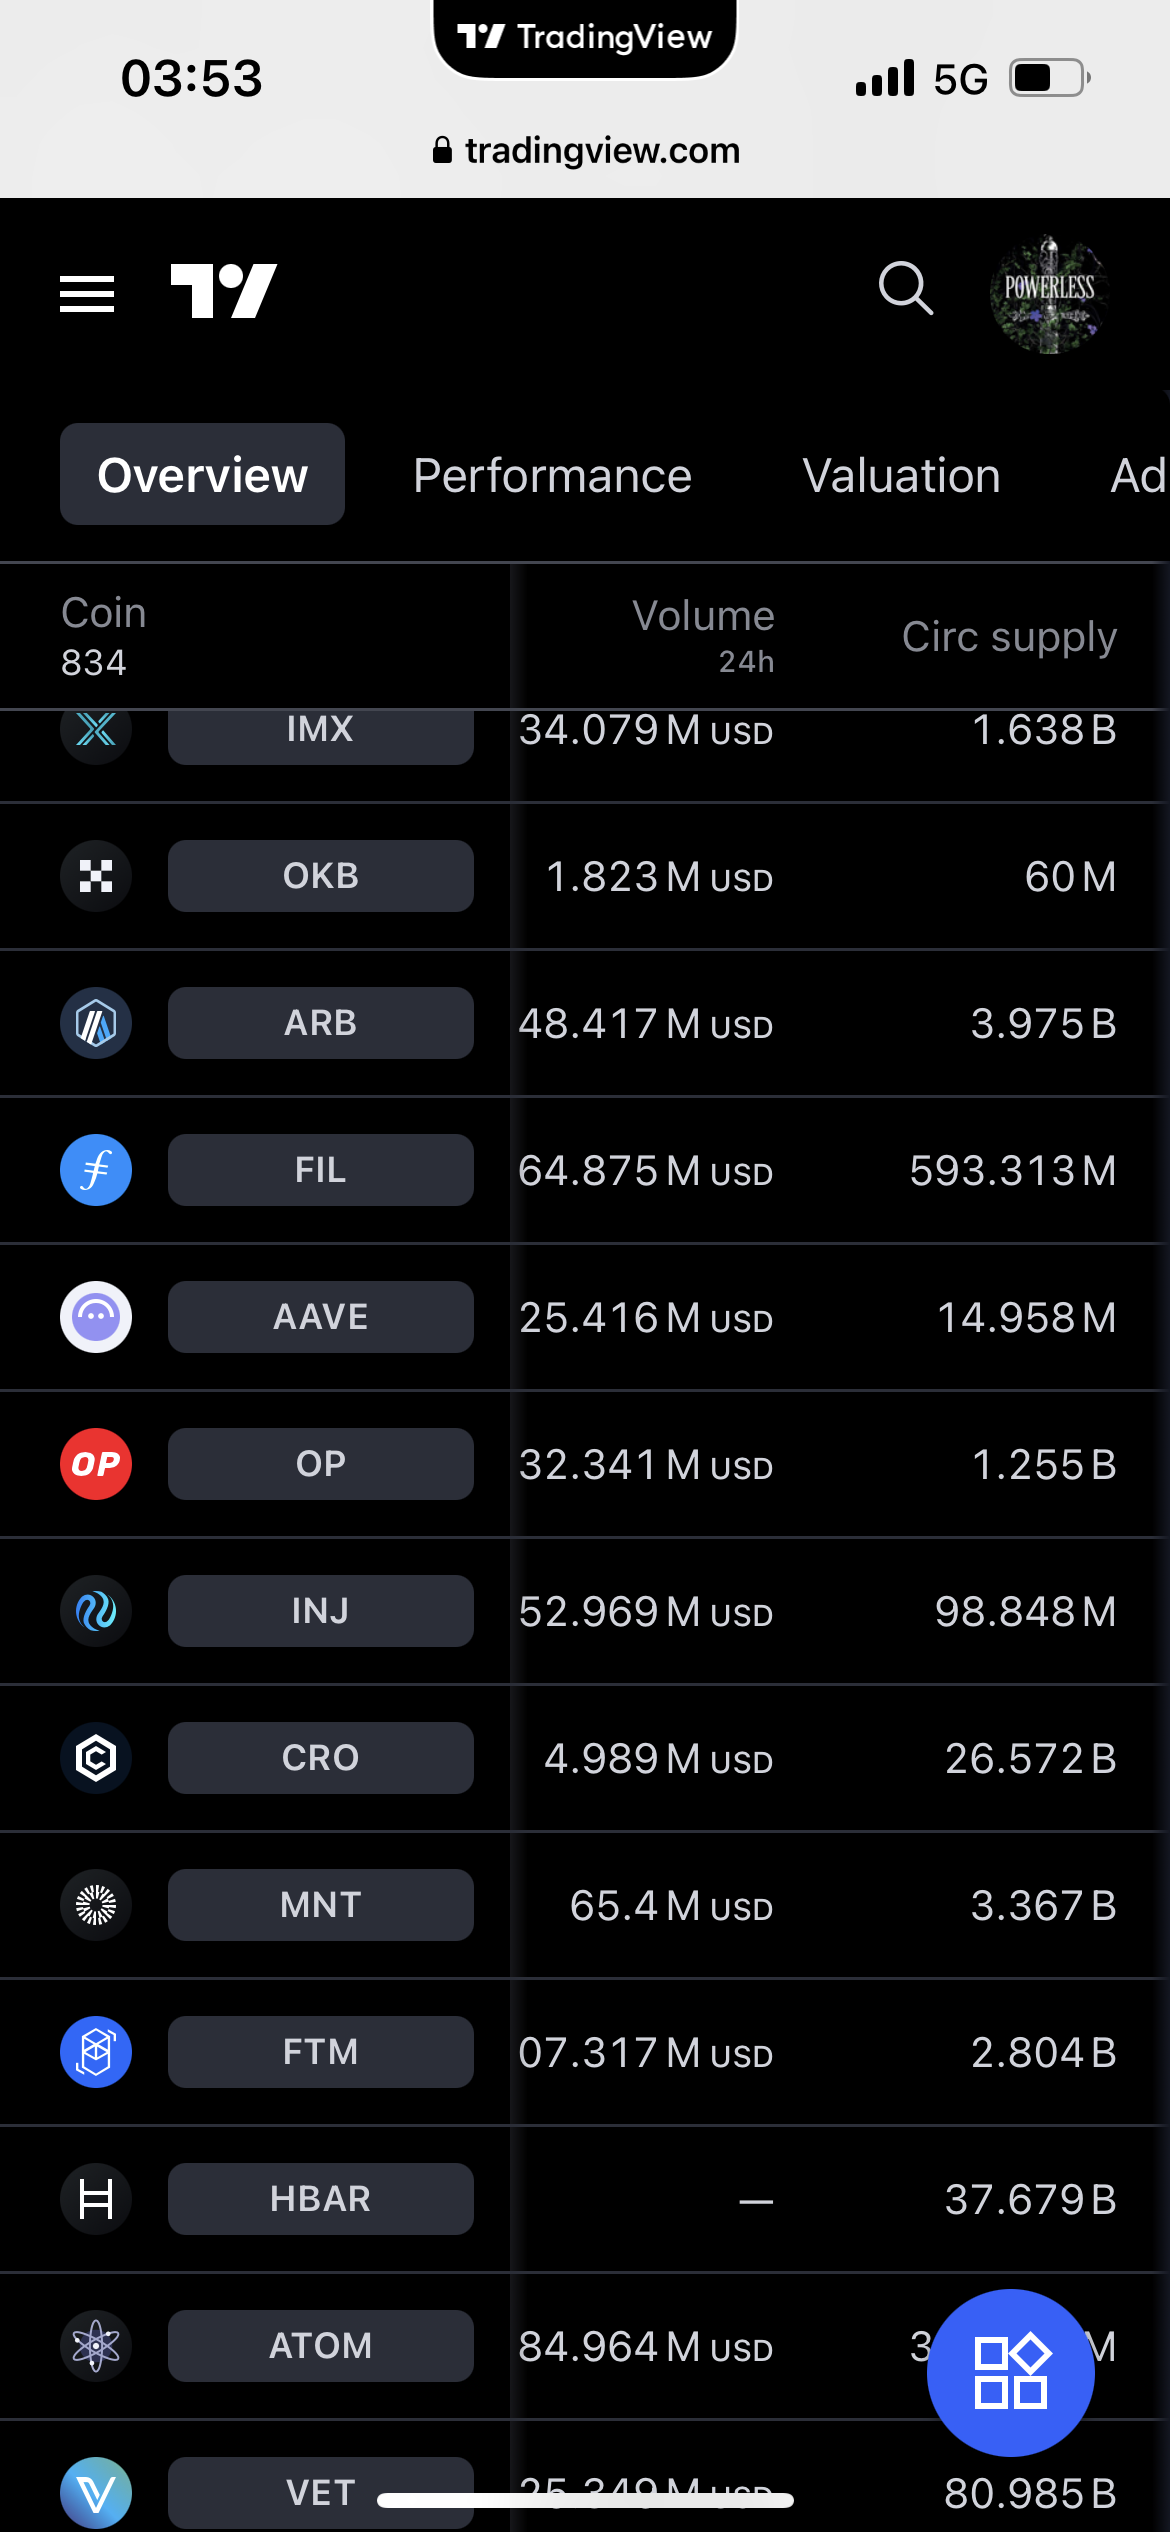 TradingView
03:53
5G
tradingview.com
POWERLESS
Overview Performance Valuation Ad
Coin Volume Circ supply
834 24h
IMX 34.079 M USD 1.638 B
OKB 1.823 M USD 60 M
ARB 48.417 M USD 3.975 B
FIL 64.875 M USD 593.313 M
AAVE 25.416 M USD 14.958 M
OP OP 32.341 M USD 1.255 B
INJ 52.969 M USD 98.848 M
CRO 4.989 M USD 26.572 B
MNT 65.4 M USD 3.367 B
FTM 07.317 M USD 2.804 B
HBAR — 37.679 B
ATOM 84.964 M USD 3 M
VET 25.349 M USD 80.985 B